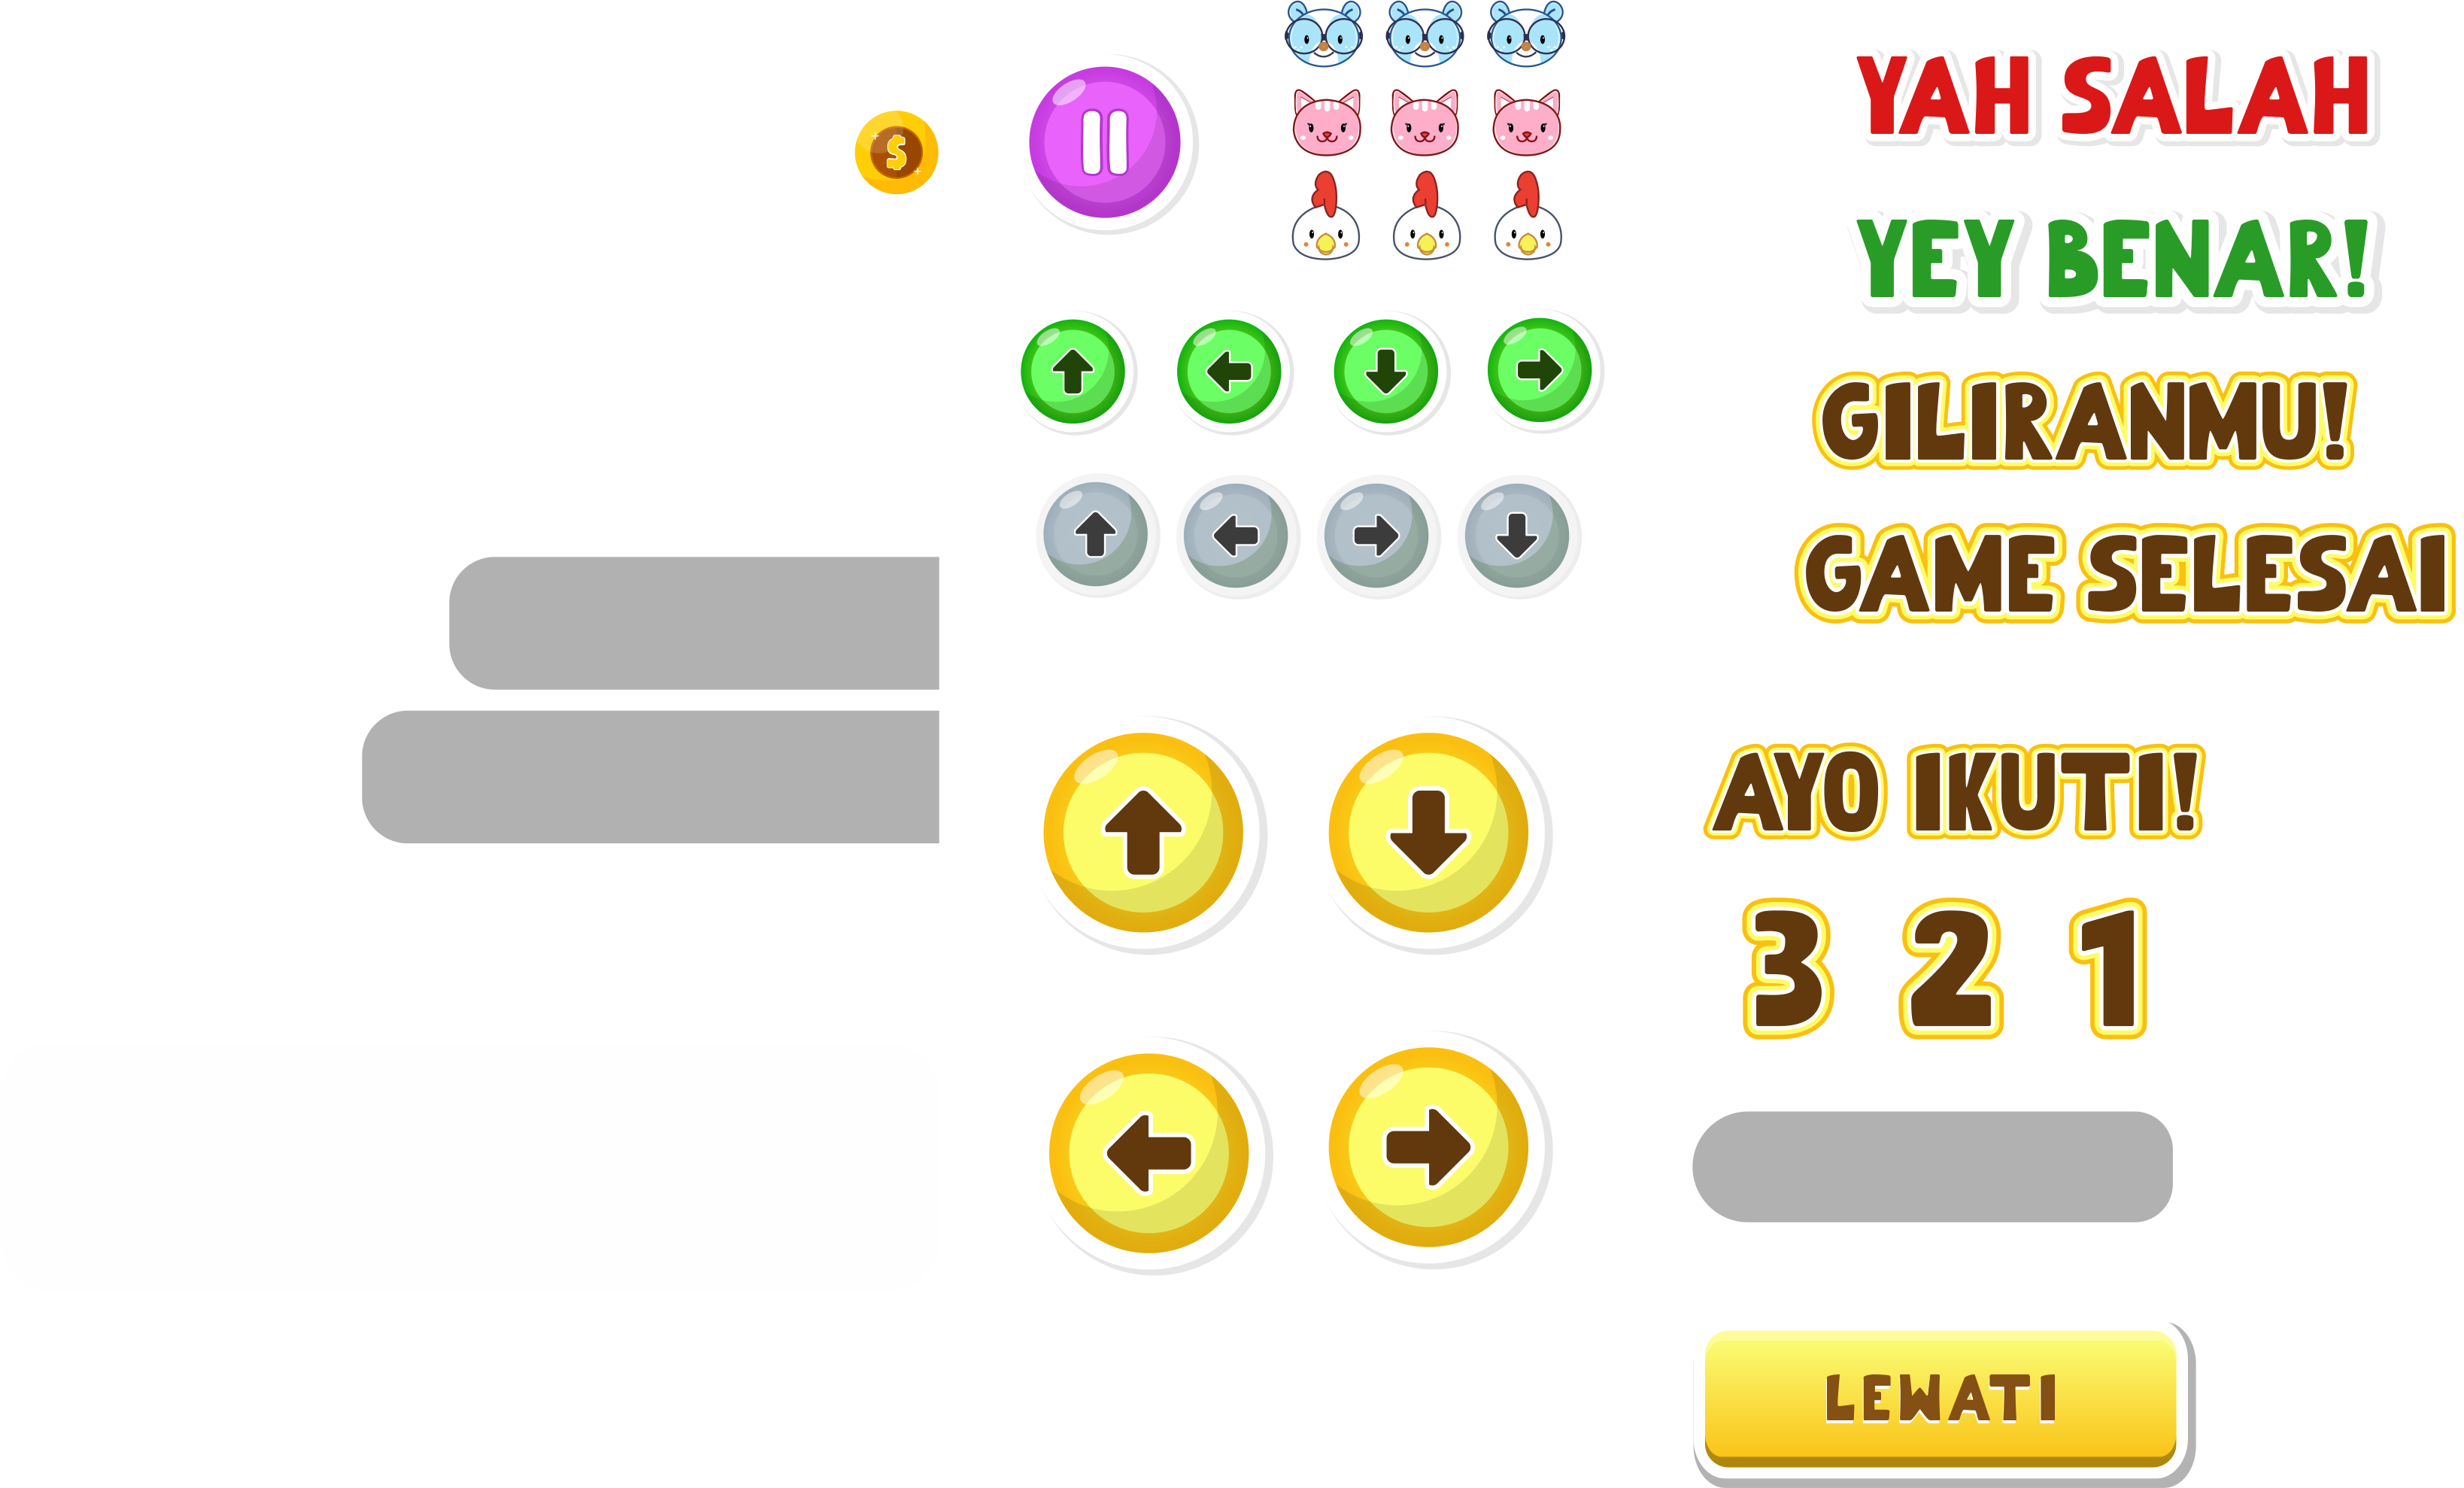 $
YAH SALAH
YEY BENAR!
GILIRANMU!
GAME SELESAI
AYO IKUTI!
3 2 1
LEWATI